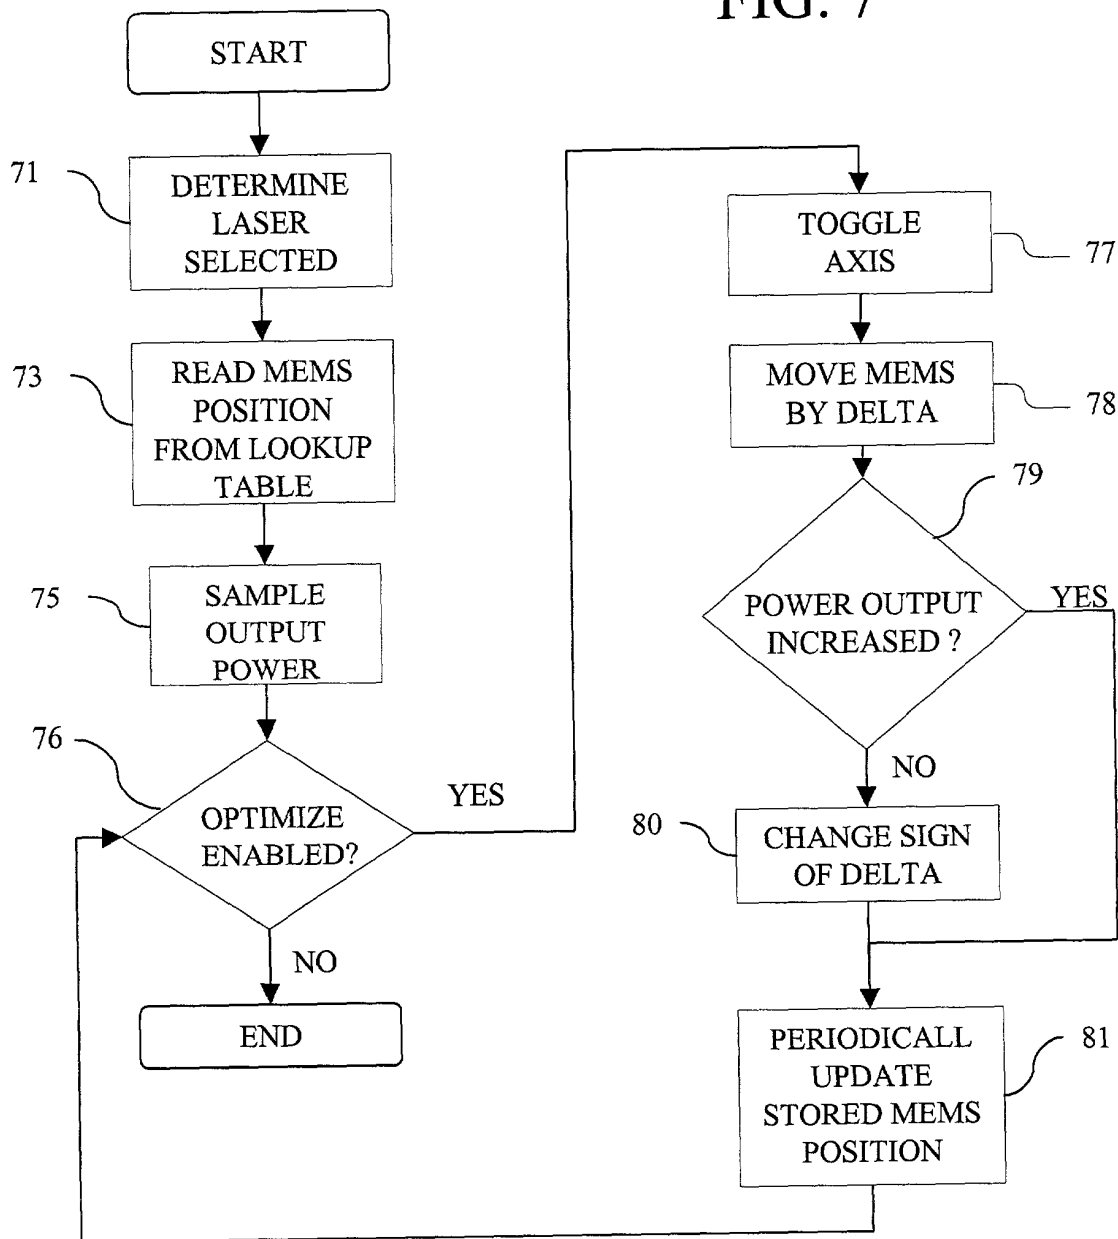 FIG. 7
START
71
DETERMINE
LASER
SELECTED
73
READ MEMS
POSITION
FROM LOOKUP
TABLE
75
SAMPLE
OUTPUT
POWER
76
OPTIMIZE
ENABLED?
YES
NO
END
TOGGLE
AXIS
77
MOVE MEMS
BY DELTA
78
79
POWER OUTPUT
INCREASED ?
YES
NO
80
CHANGE SIGN
OF DELTA
PERIODICALL
UPDATE
STORED MEMS
POSITION
81